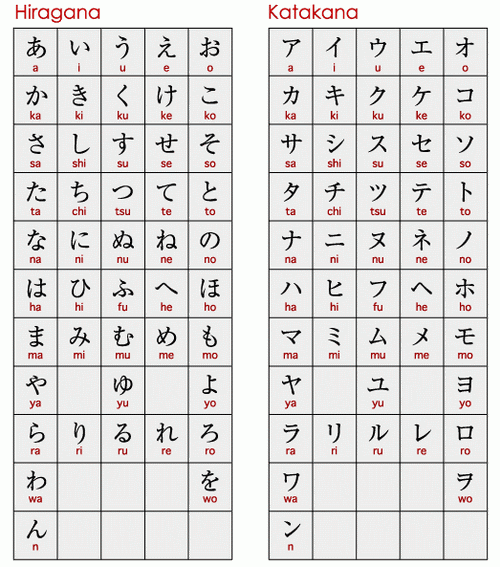 Hiragana Katakana
あ い う え お ア イ ウ エ オ
a i u e o a i u e o
か き く け こ カ キ ク ケ コ
ka ki ku ke ko ka ki ku ke ko
さ し す せ そ サ シ ス セ ソ
sa shi su se so sa shi su se so
た ち つ て と タ チ ツ テ ト
ta chi tsu te to ta chi tsu te to
な に ぬ ね の ナ ニ ヌ ネ ノ
na ni nu ne no na ni nu ne no
は ひ ふ へ ほ ハ ヒ フ ヘ ホ
ha hi fu he ho ha hi fu he ho
ま み む め も マ ミ ム メ モ
ma mi mu me mo ma mi mu me mo
や ゆ よ ヤ ユ ヨ
ya yu yo ya yu yo
ら り る れ ろ ラ リ ル レ ロ
ra ri ru re ro ra ri ru re ro
わ を ワ ヲ
wa wo wa wo
ん ン
n n